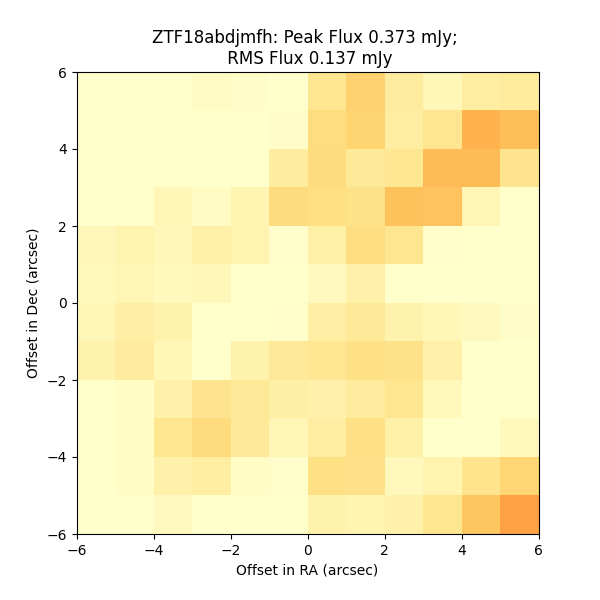 ZTF18abdjmfh: Peak Flux 0.373 mJy;
RMS Flux 0.137 mJy
6
4
2
0
−2
−4
−6
Offset in Dec (arcsec)
−6 −4 −2 0 2 4 6
Offset in RA (arcsec)